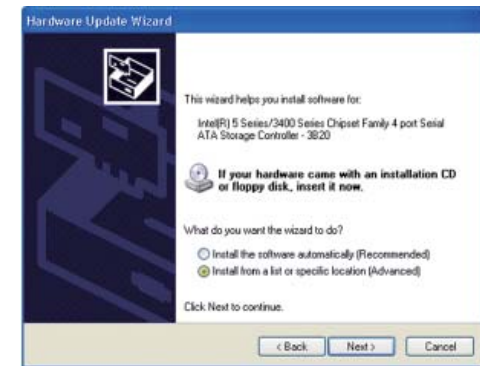 Hardware Update Wizard
This wizard helps you install software for:
Intel(R) 5 Series/3400 Series Chipset Family 4 port Serial
ATA Storage Controller - 3B20
If your hardware came with an installation CD
or floppy disk, insert it now.
What do you want the wizard to do?
Install the software automatically (Recommended)
Install from a list or specific location (Advanced)
Click Next to continue.
< Back
Next >
Cancel